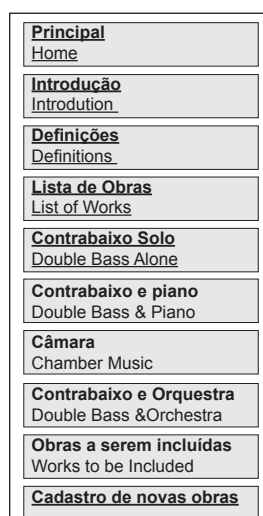 Principal
Home
Introdução
Introdution
Definições
Definitions
Lista de Obras
List of Works
Contrabaixo Solo
Double Bass Alone
Contrabaixo e piano
Double Bass & Piano
Câmara
Chamber Music
Contrabaixo e Orquestra
Double Bass &Orchestra
Obras a serem incluídas
Works to be Included
Cadastro de novas obras